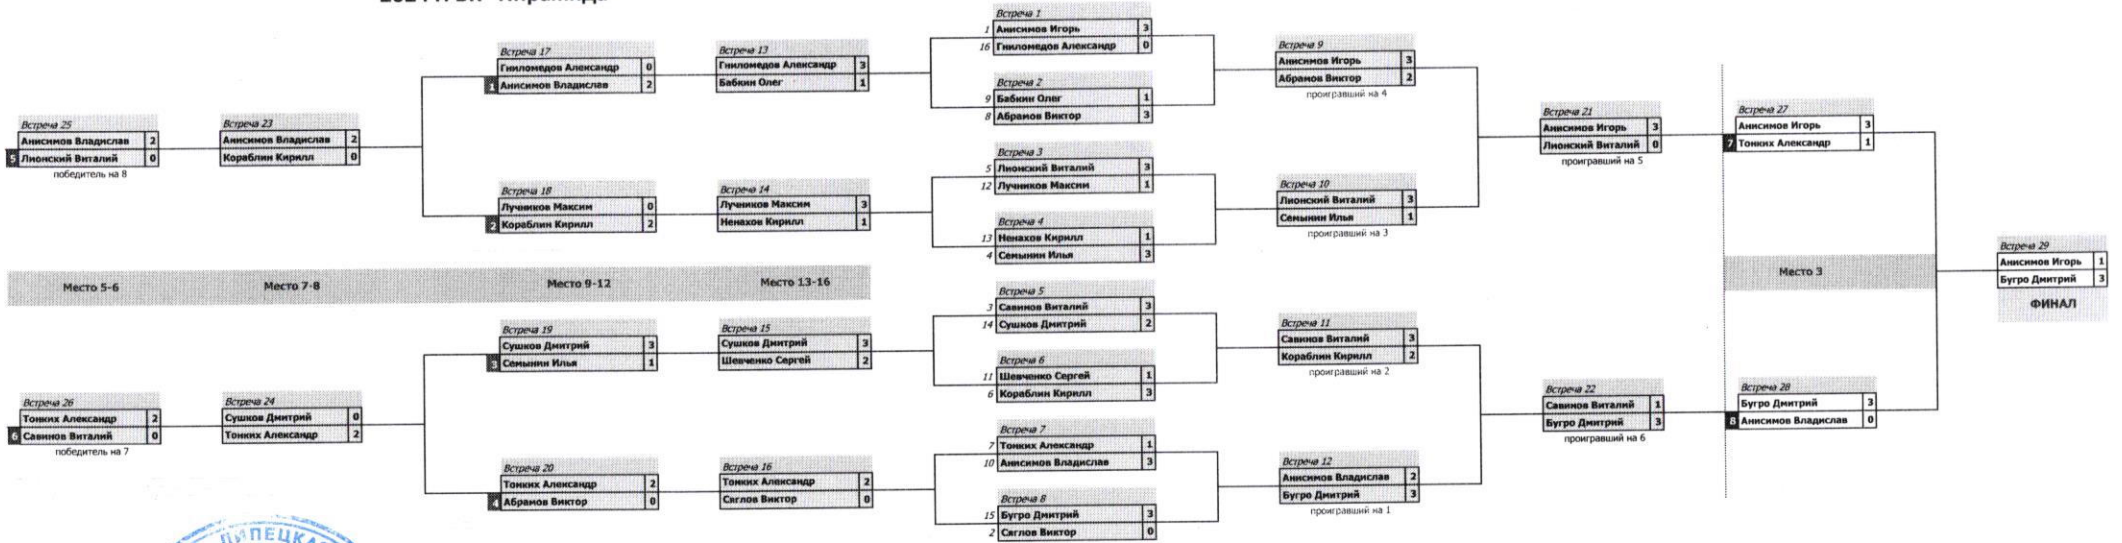 Встреча 1
1 Анисимов Игорь 3
16 Гниломедов Александр 0
Встреча 2
9 Бабкин Олег 1
8 Абрамов Виктор 3
Встреча 3
5 Лионский Виталий 3
12 Лучников Максим 1
Встреча 4
13 Ненахов Кирилл 1
4 Семынин Илья 3
Встреча 5
3 Савинов Виталий 3
14 Сушков Дмитрий 2
Встреча 6
11 Шевченко Сергей 1
6 Кораблин Кирилл 3
Встреча 7
7 Тонких Александр 1
10 Анисимов Владислав 3
Встреча 8
15 Бугро Дмитрий 3
2 Сяглов Виктор 0
Встреча 9
Анисимов Игорь 3
Абрамов Виктор 2
проигравший на 4
Встреча 10
Лионский Виталий 3
Семынин Илья 1
проигравший на 3
Встреча 11
Савинов Виталий 3
Кораблин Кирилл 2
проигравший на 2
Встреча 12
Анисимов Владислав 2
Бугро Дмитрий 3
проигравший на 1
Встреча 13
Гниломедов Александр 3
Бабкин Олег 1
Встреча 14
Лучников Максим 3
Ненахов Кирилл 1
Встреча 15
Сушков Дмитрий 3
Шевченко Сергей 2
Встреча 16
Тонких Александр 2
Сяглов Виктор 0
Встреча 17
Гниломедов Александр 0
1 Анисимов Владислав 2
Встреча 18
Лучников Максим 0
2 Кораблин Кирилл 2
Встреча 19
Сушков Дмитрий 3
3 Семынин Илья 1
Встреча 20
Тонких Александр 2
4 Абрамов Виктор 0
Встреча 21
Анисимов Игорь 3
Лионский Виталий 0
проигравший на 5
Встреча 22
Савинов Виталий 1
Бугро Дмитрий 3
проигравший на 6
Встреча 23
Анисимов Владислав 2
Кораблин Кирилл 0
Встреча 24
Сушков Дмитрий 0
Тонких Александр 2
Встреча 25
Анисимов Владислав 2
5 Лионский Виталий 0
победитель на 8
Встреча 26
Тонких Александр 2
6 Савинов Виталий 0
победитель на 7
Встреча 27
Анисимов Игорь 3
7 Тонких Александр 1
Встреча 28
Бугро Дмитрий 3
8 Анисимов Владислав 0
Встреча 29
Анисимов Игорь 1
Бугро Дмитрий 3
ФИНАЛ
Место 5-6
Место 7-8
Место 9-12
Место 13-16
Место 3